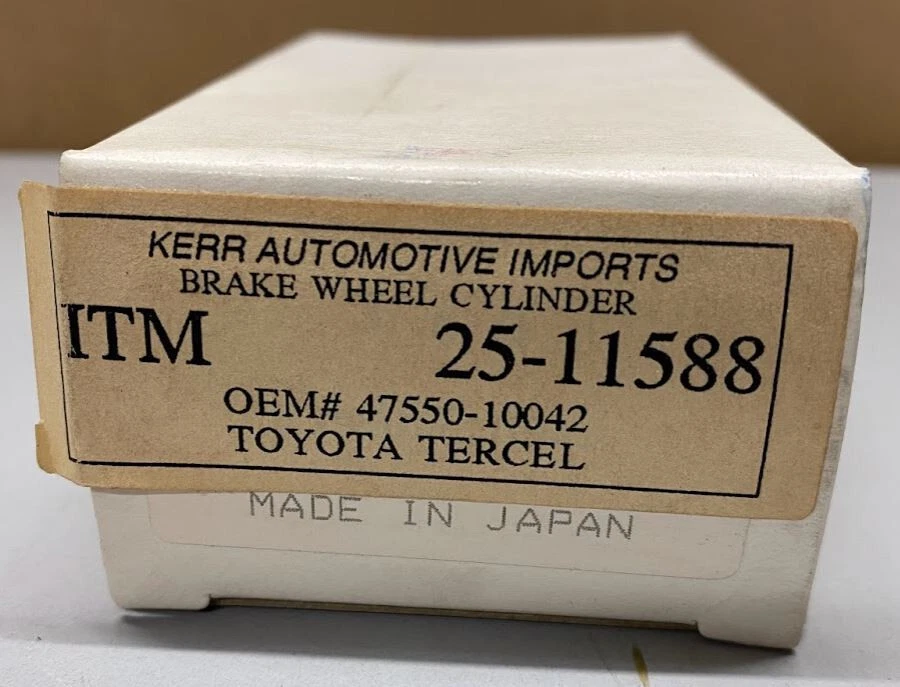 KERR AUTOMOTIVE IMPORTS
BRAKE WHEEL CYLINDER
ITM 25-11588
OEM# 47550-10042
TOYOTA TERCEL
MADE IN JAPAN